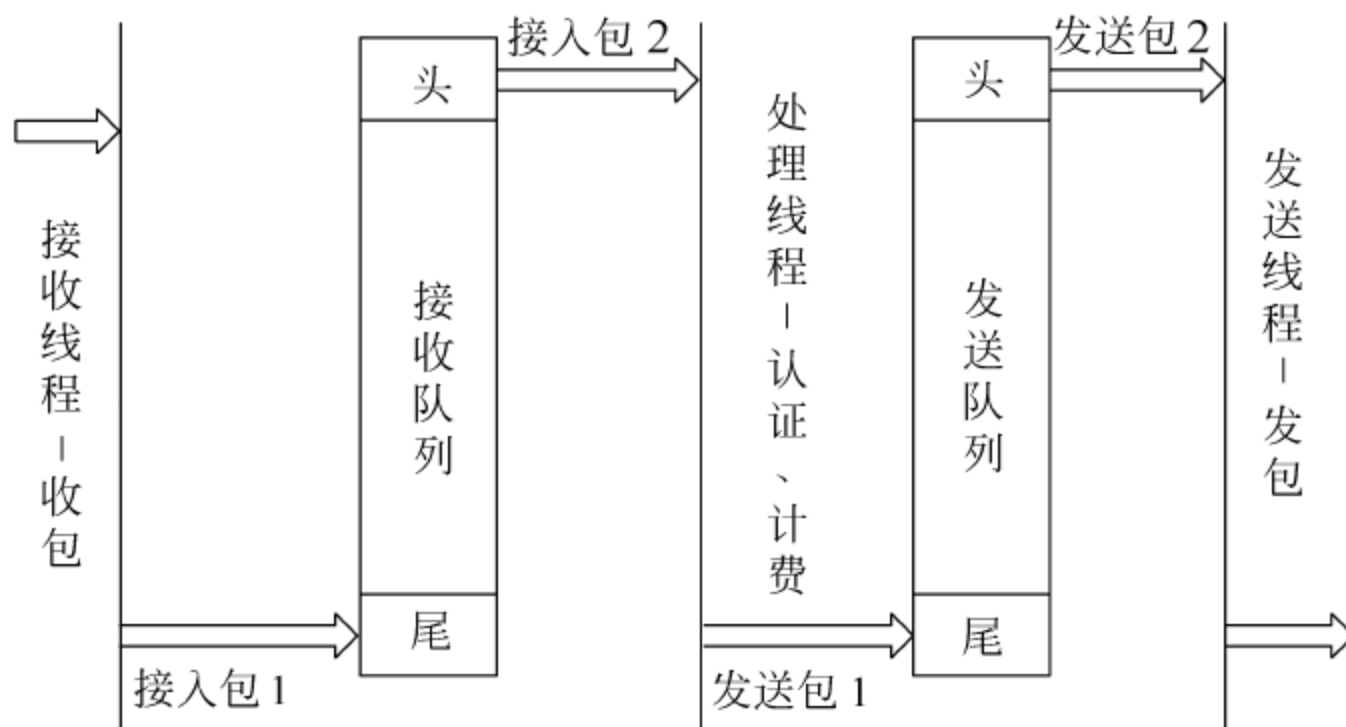 接收线程-收包
接入包1
头
接收队列
尾
接入包2
处理线程-认证、计费
发送包1
头
发送队列
尾
发送包2
发送线程-发包